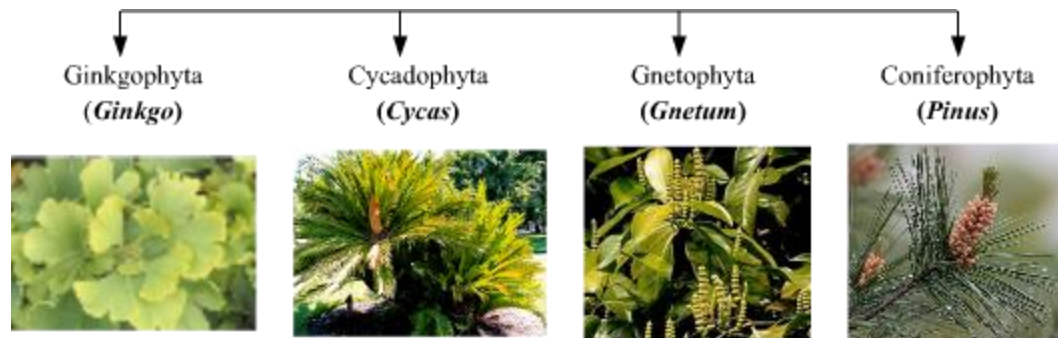 Ginkgophyta
(Ginkgo)
Cycadophyta
(Cycas)
Gnetophyta
(Gnetum)
Coniferophyta
(Pinus)